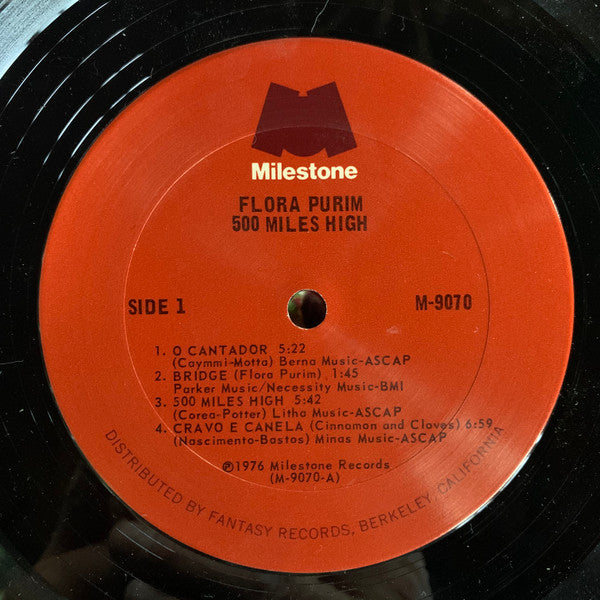 Milestone
FLORA PURIM
500 MILES HIGH
SIDE 1
M-9070
1. O CANTADOR 5:22
(Caymmi-Motta) Berna Music-ASCAP
2. BRIDGE (Flora Purim) 1:45
Parker Music/Necessity Music-BMI
3. 500 MILES HIGH 5:42
(Corea-Potter) Litha Music-ASCAP
4. CRAVO E CANELA (Cinnamon and Cloves) 6:59
(Nascimento-Bastos) Minas Music-ASCAP
℗1976 Milestone Records
(M-9070-A)
DISTRIBUTED BY FANTASY RECORDS, BERKELEY, CALIFORNIA